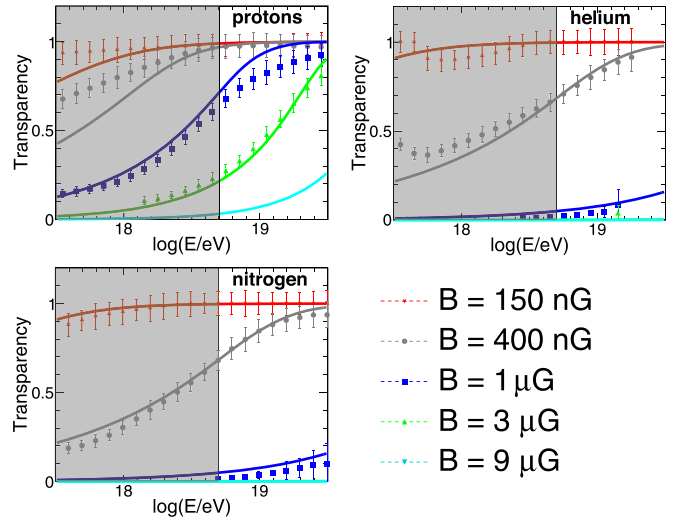 protons
Transparency
1
0.5
0
18
19
log(E/eV)
helium
Transparency
1
0.5
0
18
19
log(E/eV)
nitrogen
Transparency
1
0.5
0
18
19
log(E/eV)
B = 150 nG
B = 400 nG
B = 1 μG
B = 3 μG
B = 9 μG